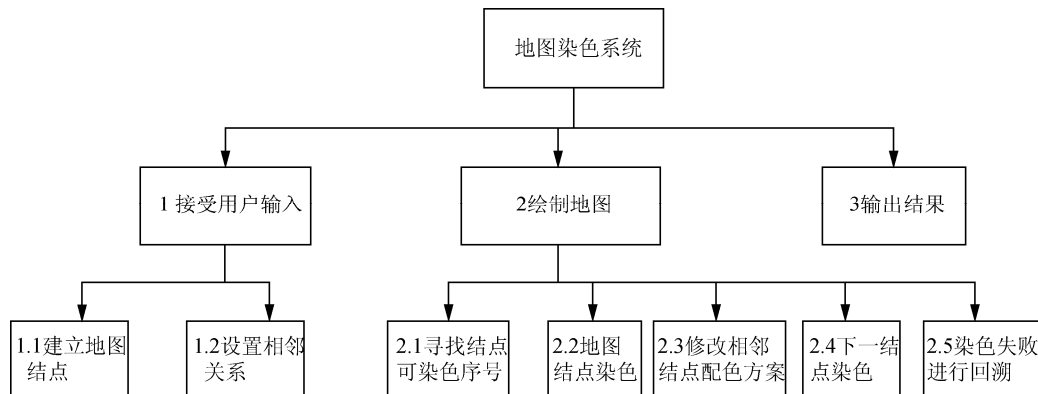 地图染色系统
1 接受用户输入
2绘制地图
3输出结果
1.1建立地图
结点
1.2设置相邻
关系
2.1寻找结点
可染色序号
2.2地图
结点染色
2.3修改相邻
结点配色方案
2.4下一结
点染色
2.5染色失败
进行回溯